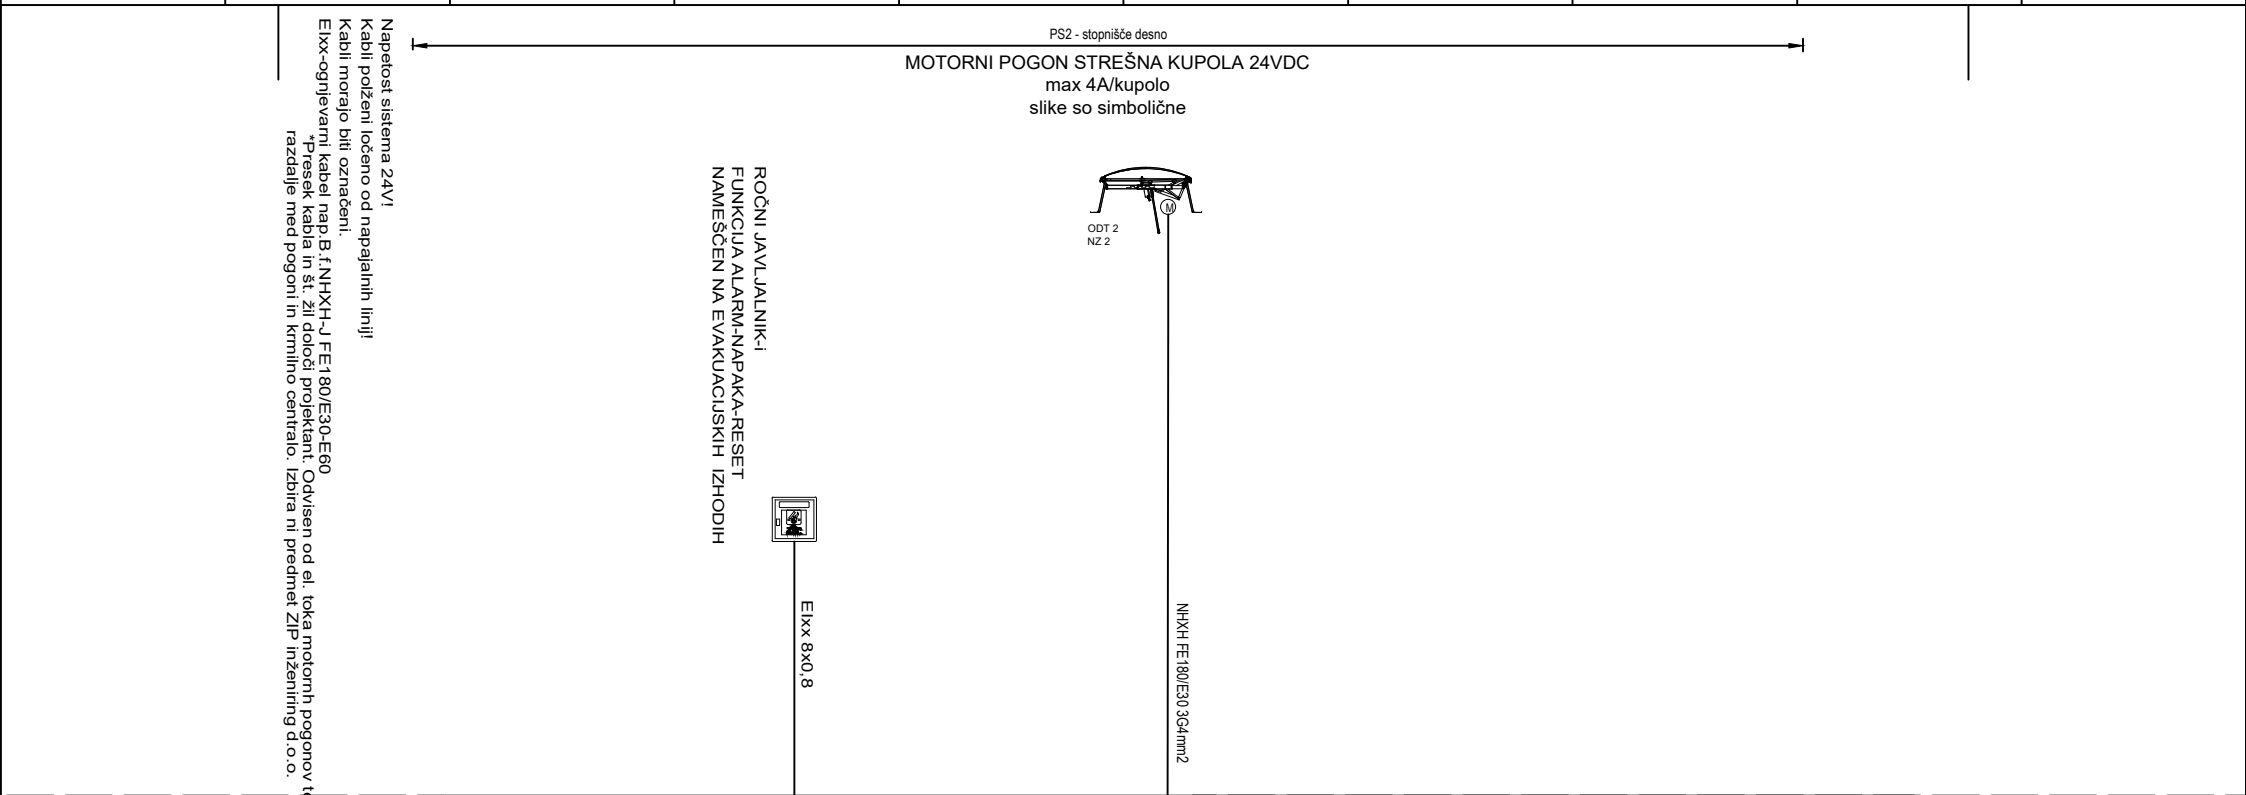 PS2 - stopnišče desno
MOTORNI POGON STREŠNA KUPOLA 24VDC
max 4A/kupolo
slike so simbolične
Napetost sistema 24V!
Kabli polženi ločeno od napajalnih linij!
Kabli morajo biti označeni.
EIxx-ognjevarni kabel nap.B.f.NHXH-J FE180/E30-E60
*Presek kabla in št. žil določi projektant. Odvisen od el. toka motornh pogonov
razdalje med pogoni in krmilno centralo. Izbira ni predmet ZIP inženiring d.o.o.
ROČNI JAVLJALNIK-i
FUNKCIJA ALARM-NAPAKA-RESET
NAMEŠČEN NA EVAKUACIJSKIH IZHODIH
M
ODT 2
NZ 2
EIxx 8x0,8
NHXH FE180/E30 3G4mm2